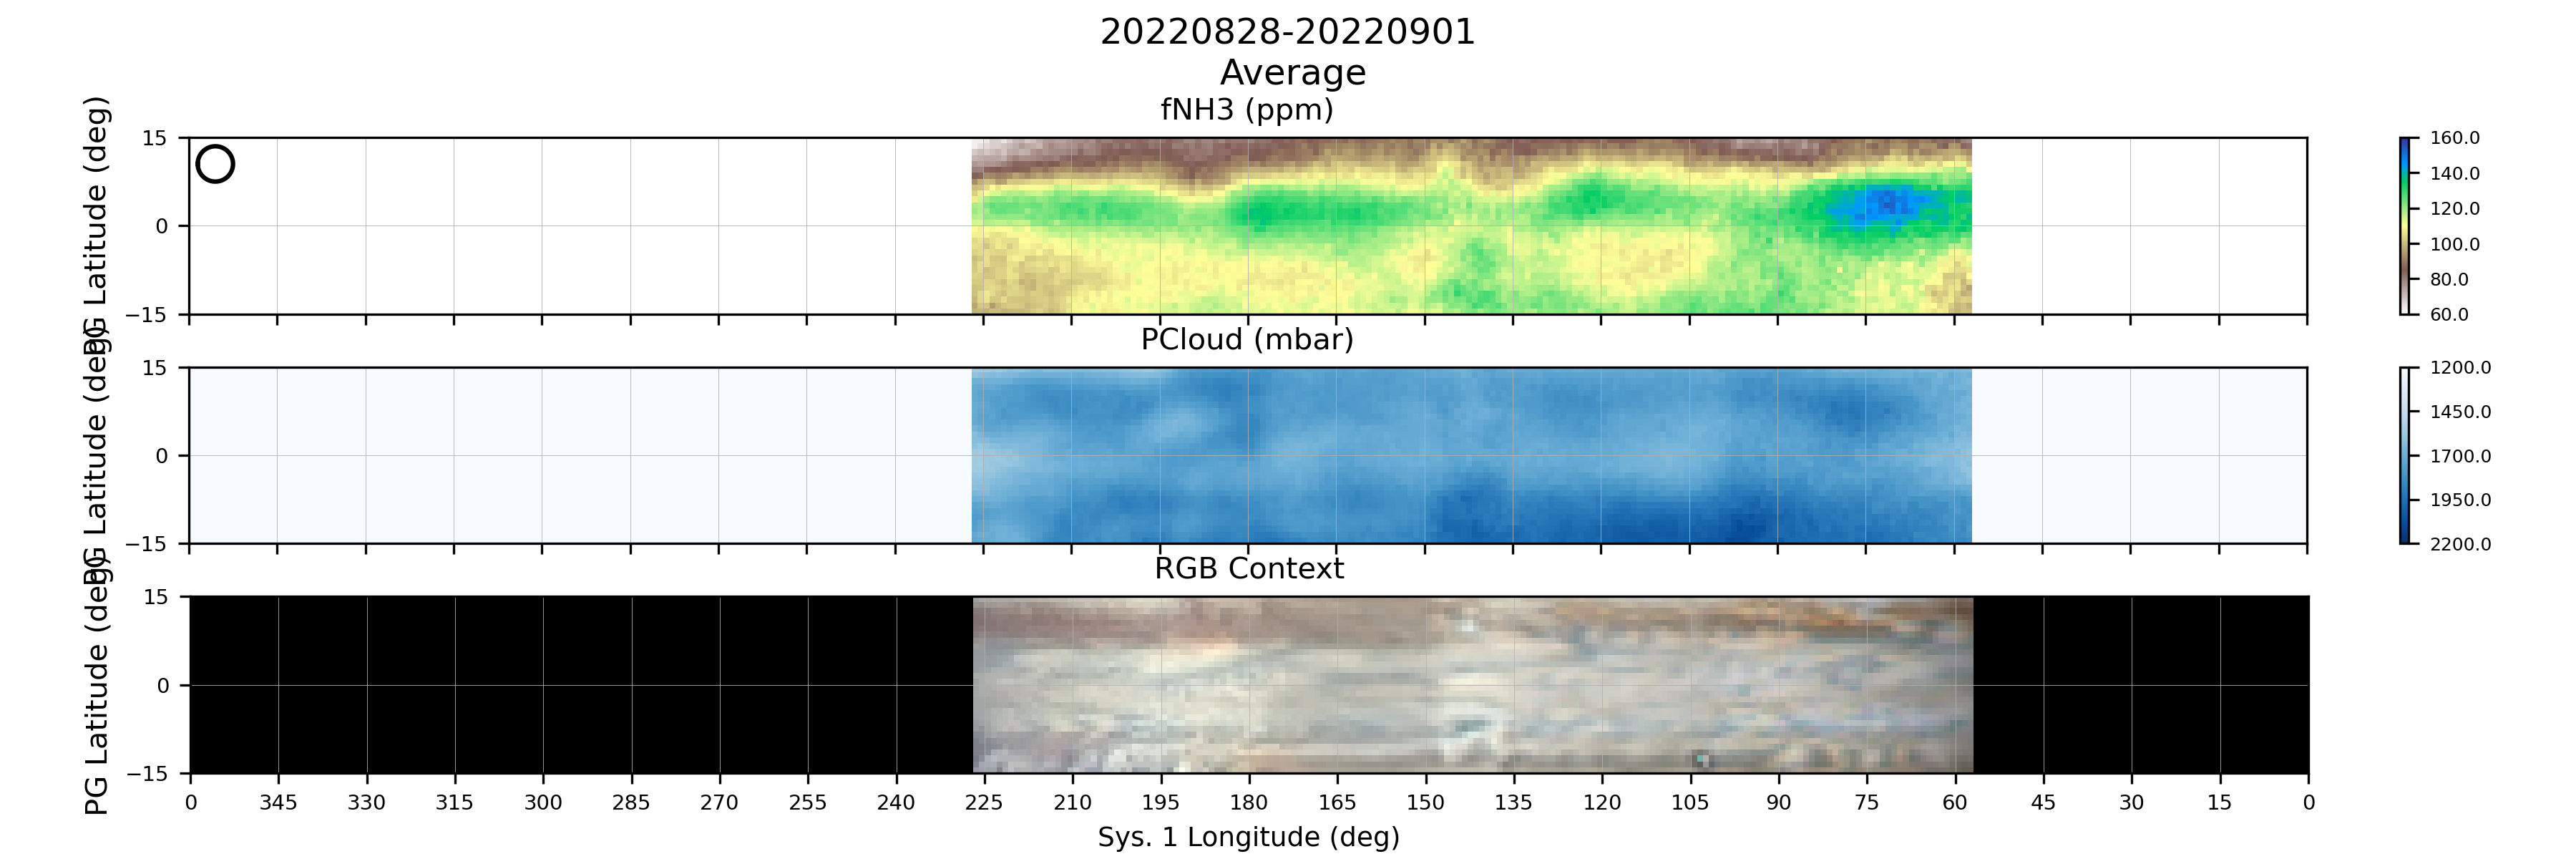 20220828-20220901
Average
fNH3 (ppm)
PG Latitude (deg)
15
0
−15
160.0
140.0
120.0
100.0
80.0
60.0
PCloud (mbar)
PG Latitude (deg)
15
0
−15
1200.0
1450.0
1700.0
1950.0
2200.0
RGB Context
PG Latitude (deg)
15
0
−15
0 345 330 315 300 285 270 255 240 225 210 195 180 165 150 135 120 105 90 75 60 45 30 15 0
Sys. 1 Longitude (deg)